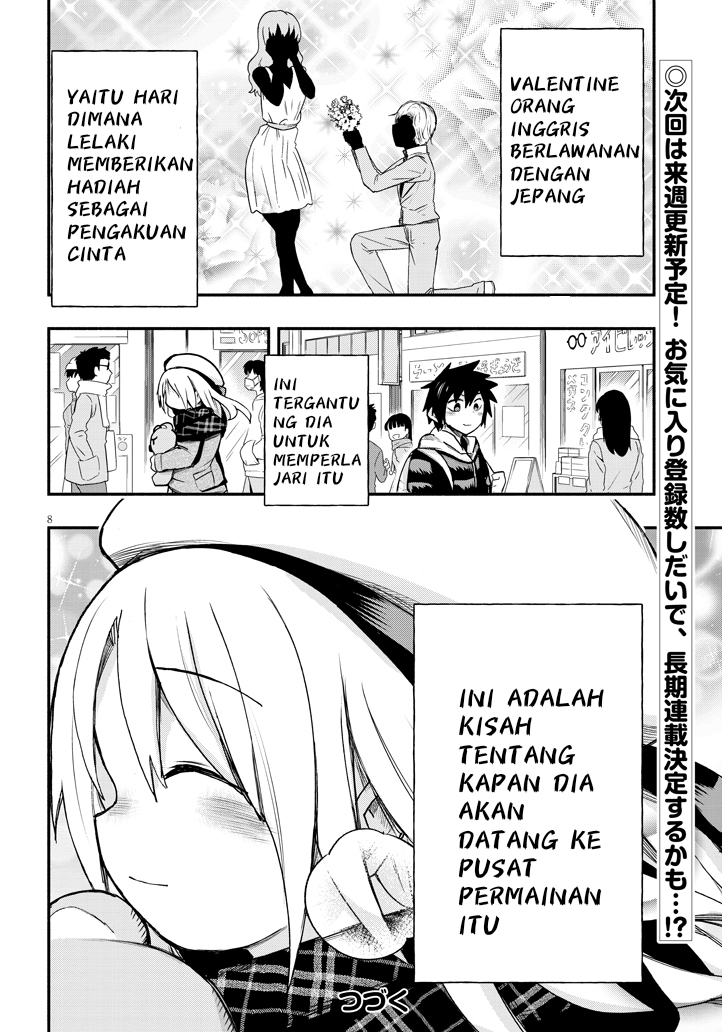 VALENTINE
ORANG
INGGRIS
BERLAWANAN
DENGAN
JEPANG
YAITU HARI
DIMANA
LELAKI
MEMBERIKAN
HADIAH
SEBAGAI
PENGAKUAN
CINTA
◎次回は来週更新予定！お気に入り登録数しだいで、長期連載決定するかも…!?
INI
TERGANTU
NG DIA
UNTUK
MEMPERLA
JARI ITU
8
INI ADALAH
KISAH
TENTANG
KAPAN DIA
AKAN
DATANG KE
PUSAT
PERMAINAN
ITU
つづく